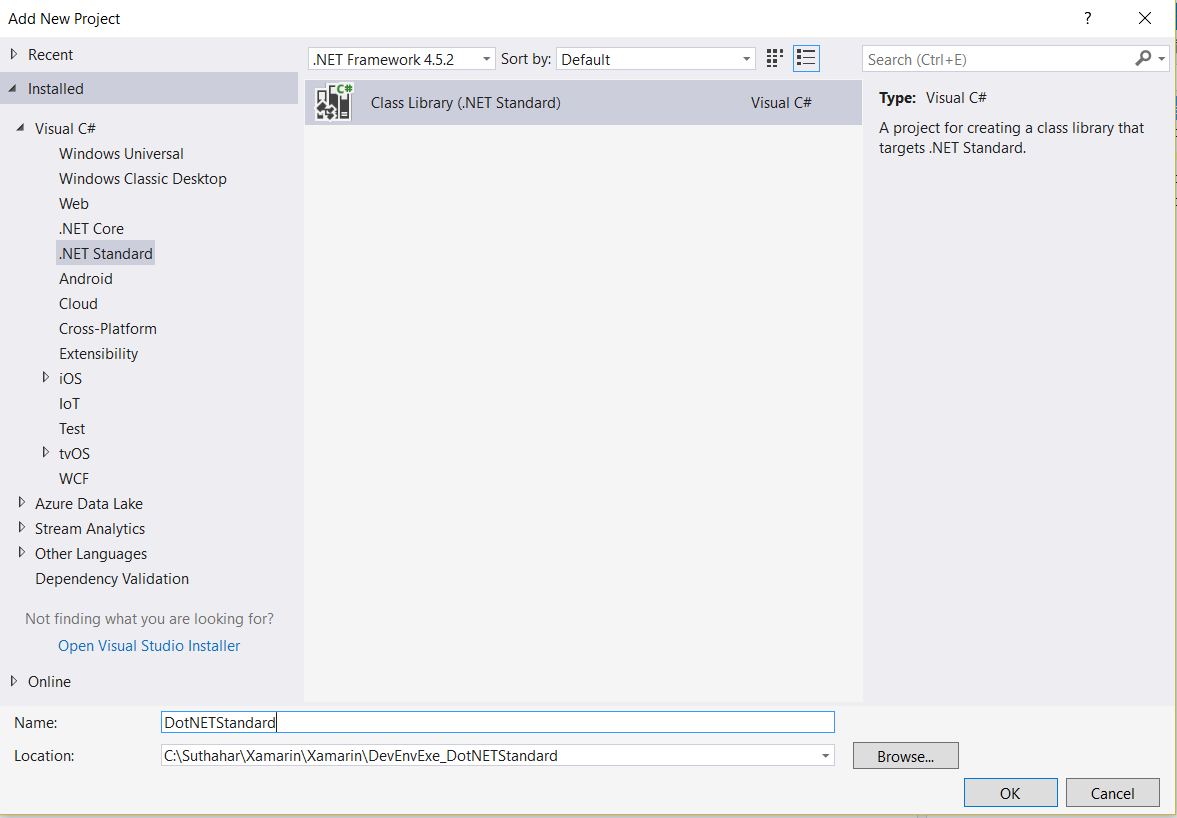 Add New Project
?
Recent
Installed
Visual C#
Windows Universal
Windows Classic Desktop
Web
.NET Core
.NET Standard
Android
Cloud
Cross-Platform
Extensibility
iOS
IoT
Test
tvOS
WCF
Azure Data Lake
Stream Analytics
Other Languages
Dependency Validation
Not finding what you are looking for?
Open Visual Studio Installer
Online
.NET Framework 4.5.2 Sort by: Default
C# Class Library (.NET Standard) Visual C#
Search (Ctrl+E)
Type: Visual C#
A project for creating a class library that
targets .NET Standard.
Name: DotNETStandard
Location: C:\Suthahar\Xamarin\Xamarin\DevEnvExe_DotNETStandard Browse...
OK Cancel